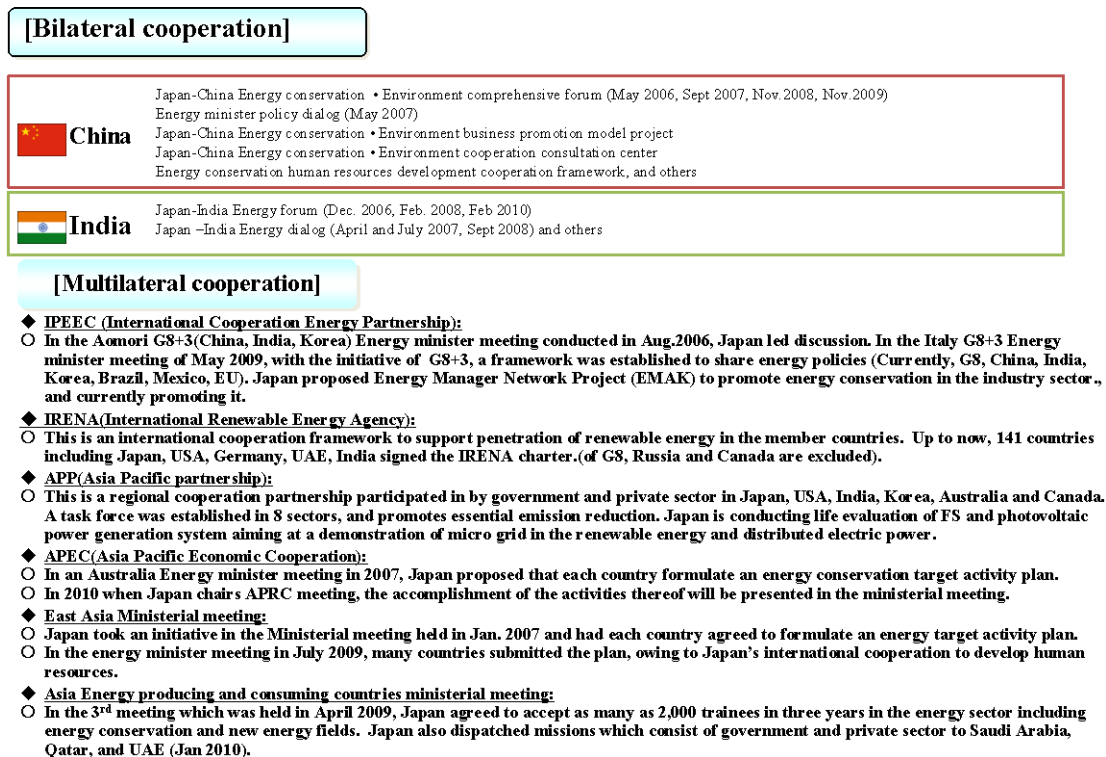 [Bilateral cooperation]
Japan-China Energy conservation • Environment comprehensive forum (May 2006, Sept 2007, Nov.2008, Nov.2009)
Energy minister policy dialog (May 2007)
China
Japan-China Energy conservation • Environment business promotion model project
Japan-China Energy conservation • Environment cooperation consultation center
Energy conservation human resources development cooperation framework, and others
India
Japan-India Energy forum (Dec. 2006, Feb. 2008, Feb 2010)
Japan –India Energy dialog (April and July 2007, Sept 2008) and others
[Multilateral cooperation]
◆ IPEEC (International Cooperation Energy Partnership):
○ In the Aomori G8+3(China, India, Korea) Energy minister meeting conducted in Aug.2006, Japan led discussion. In the Italy G8+3 Energy
minister meeting of May 2009, with the initiative of G8+3, a framework was established to share energy policies (Currently, G8, China, India,
Korea, Brazil, Mexico, EU). Japan proposed Energy Manager Network Project (EMAK) to promote energy conservation in the industry sector.,
and currently promoting it.
◆ IRENA(International Renewable Energy Agency):
○ This is an international cooperation framework to support penetration of renewable energy in the member countries. Up to now, 141 countries
including Japan, USA, Germany, UAE, India signed the IRENA charter.(of G8, Russia and Canada are excluded).
◆ APP(Asia Pacific partnership):
○ This is a regional cooperation partnership participated in by government and private sector in Japan, USA, India, Korea, Australia and Canada.
A task force was established in 8 sectors, and promotes essential emission reduction. Japan is conducting life evaluation of FS and photovoltaic
power generation system aiming at a demonstration of micro grid in the renewable energy and distributed electric power.
◆ APEC(Asia Pacific Economic Cooperation):
○ In an Australia Energy minister meeting in 2007, Japan proposed that each country formulate an energy conservation target activity plan.
○ In 2010 when Japan chairs APRC meeting, the accomplishment of the activities thereof will be presented in the ministerial meeting.
◆ East Asia Ministerial meeting:
○ Japan took an initiative in the Ministerial meeting held in Jan. 2007 and had each country agreed to formulate an energy target activity plan.
○ In the energy minister meeting in July 2009, many countries submitted the plan, owing to Japan's international cooperation to develop human
resources.
◆ Asia Energy producing and consuming countries ministerial meeting:
○ In the 3rd meeting which was held in April 2009, Japan agreed to accept as many as 2,000 trainees in three years in the energy sector including
energy conservation and new energy fields. Japan also dispatched missions which consist of government and private sector to Saudi Arabia,
Qatar, and UAE (Jan 2010).